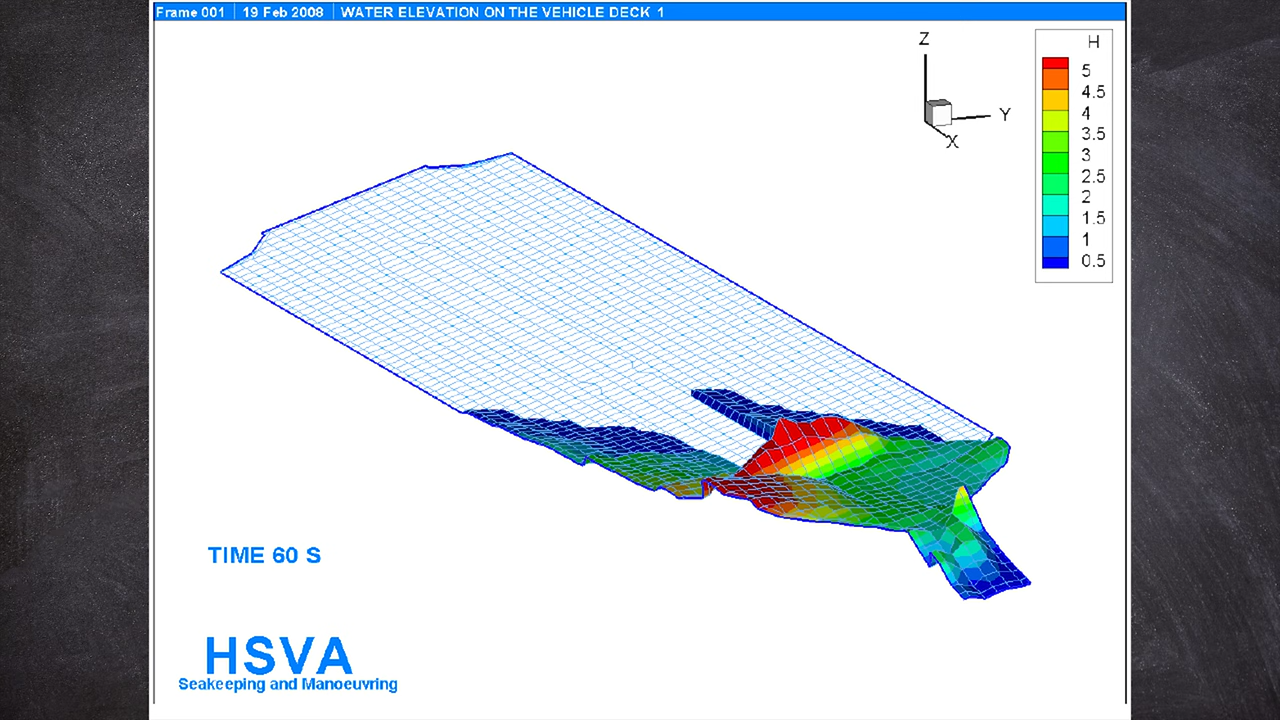 Frame 001 | 19 Feb 2008 | WATER ELEVATION ON THE VEHICLE DECK 1
Z
Y
X
H
5
4.5
4
3.5
3
2.5
2
1.5
1
0.5
TIME 60 S
HSVA
Seakeeping and Manoeuvring